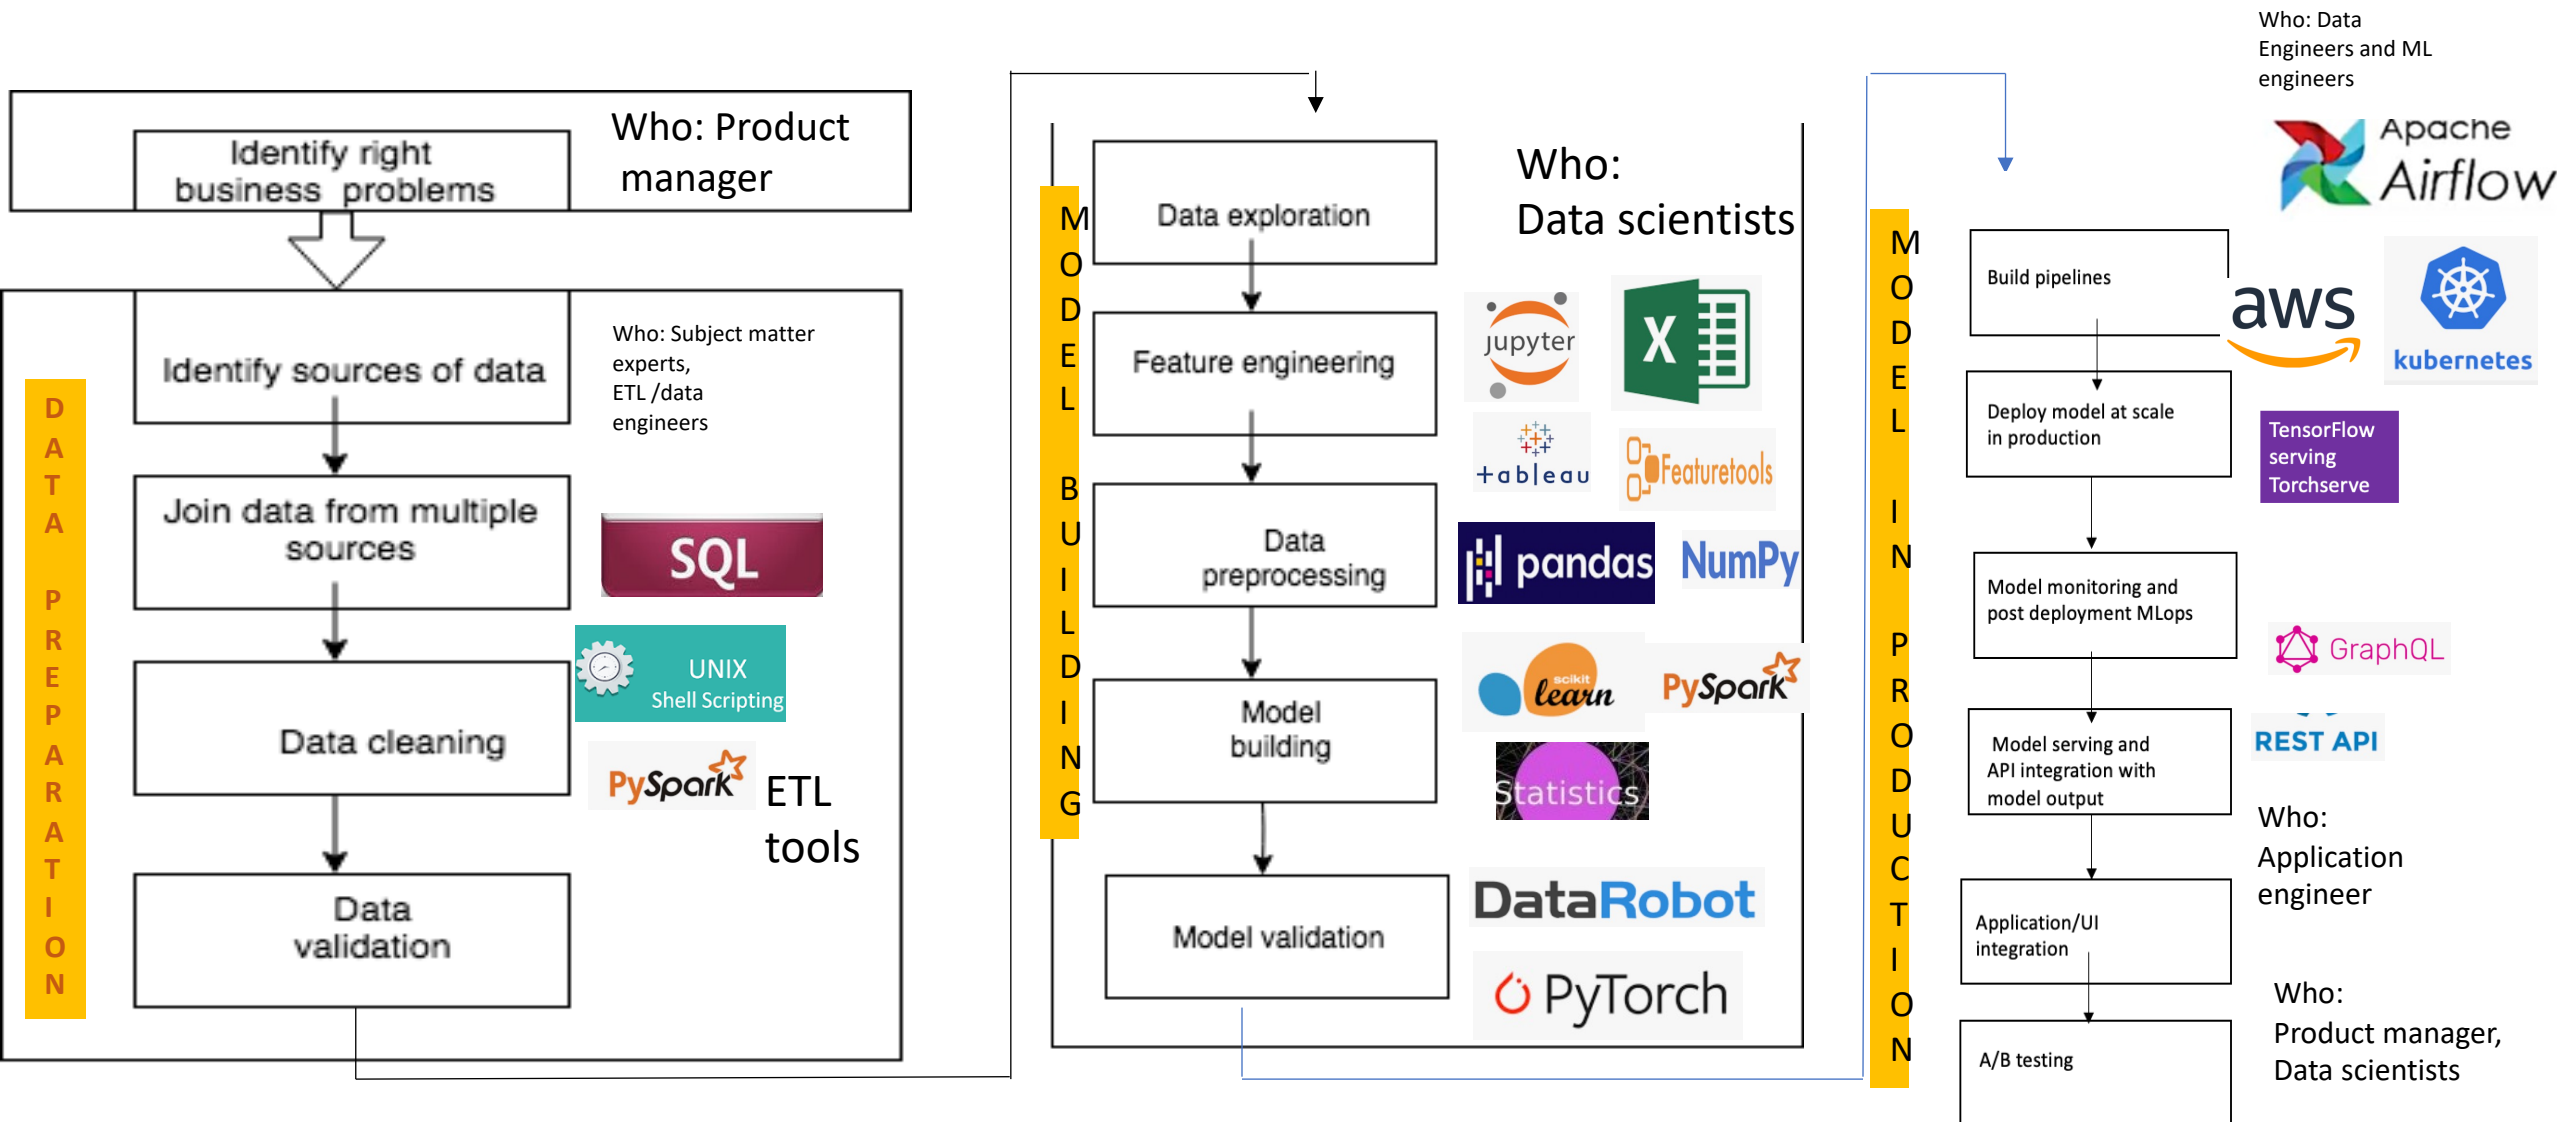 Identify right
business problems
Who: Product
manager
DATA PREPARATION
Identify sources of data
Who: Subject matter
experts,
ETL /data
engineers
Join data from multiple
sources
SQL
UNIX
Shell Scripting
Data cleaning
PySpark
ETL
tools
Data
validation
MODEL BUILDING
Data exploration
Who:
Data scientists
Feature engineering
jupyter
X
+ableau
Featuretools
Data
preprocessing
pandas
NumPy
Model
building
scikit
learn
PySpark
Statistics
Model validation
DataRobot
PyTorch
MODEL IN PRODUCTION
Who: Data
Engineers and ML
engineers
Apache
Airflow
Build pipelines
aws
kubernetes
Deploy model at scale
in production
TensorFlow
serving
Torchserve
Model monitoring and
post deployment MLops
GraphQL
Model serving and
API integration with
model output
REST API
Who:
Application
engineer
Application/UI
integration
A/B testing
Who:
Product manager,
Data scientists